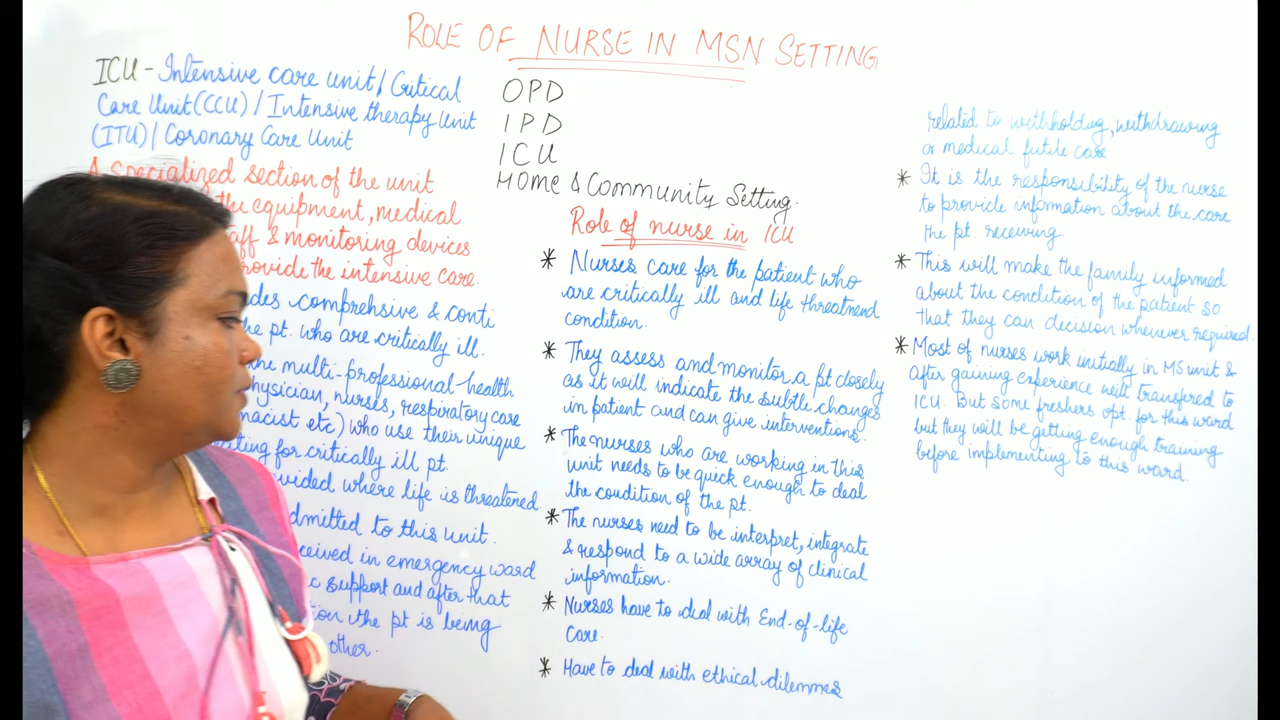 ROLE OF NURSE IN MSN SETTING
ICU - Intensive care unit / Critical
Care Unit (CCU) / Intensive therapy Unit
(ITU) / Coronary Care Unit
A specialized section of the unit
the equipment, medical
& monitoring devices
the intensive care.
comprehsive & conti
pt. who are critically ill.
multi-professional health
physician, nurses, respiratory care
etc) who use their unique
for critically ill pt.
where life is threatened
to this unit.
in emergency ward
support and after that
the pt is being
other.
OPD
IPD
ICU
Home & Community Setting.
Role of nurse in ICU
* Nurses care for the patient who
are critically ill and life threatnend
condition.
* They assess and monitor a pt closely
as it will indicate the subtle changes
in patient and can give interventions.
* The nurses who are working in this
unit needs to be quick enough to deal
the condition of the pt.
* The nurses need to be interpret, integrate
& respond to a wide array of clinical
information.
* Nurses have to deal with End-of-life
Care.
* Have to deal with ethical dilemmas
related to withholding, withdrawing
or medical futile care
* It is the responsibility of the nurse
to provide information about the care
the pt. receiving
* This will make the family informed
about the condition of the patient so
that they can decision whenever required.
* Most of nurses work initially in MS unit &
after gaining experience will transfered to
ICU. But some freshers opt. for this ward
but they will be getting enough training
before implementing to this ward.